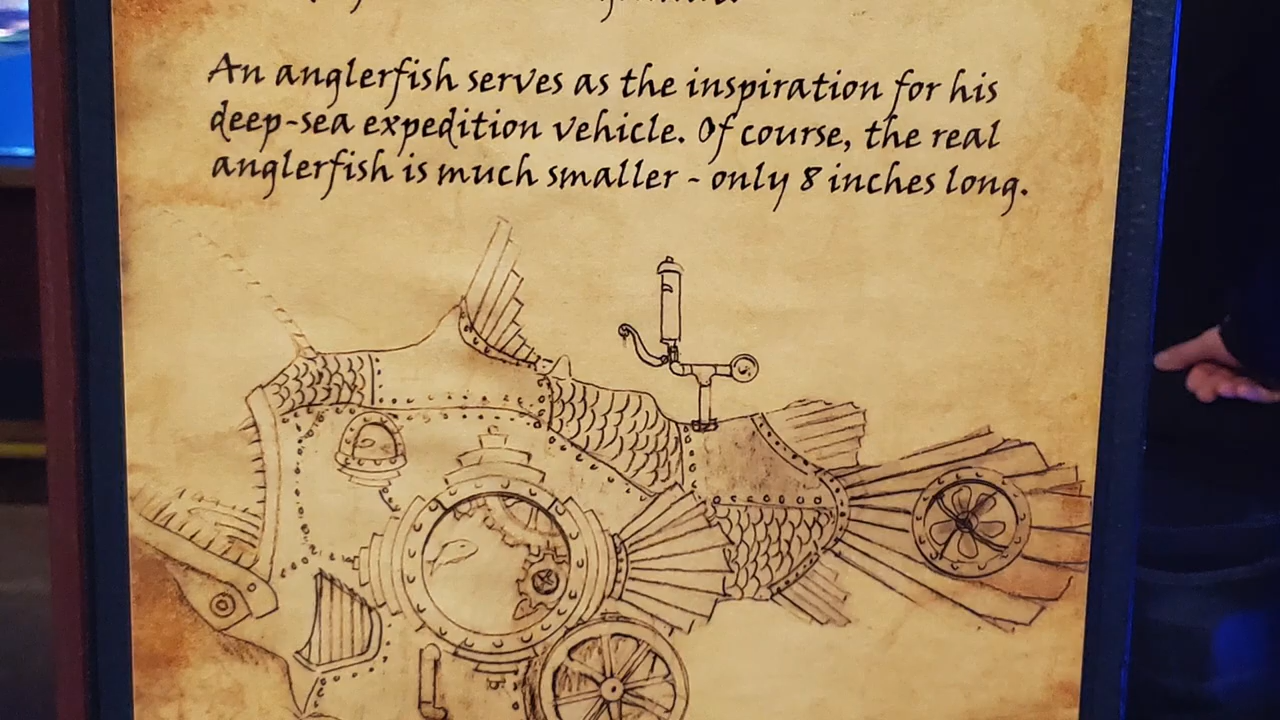 An anglerfish serves as the inspiration for his
deep-sea expedition vehicle. Of course, the real
anglerfish is much smaller - only 8 inches long.